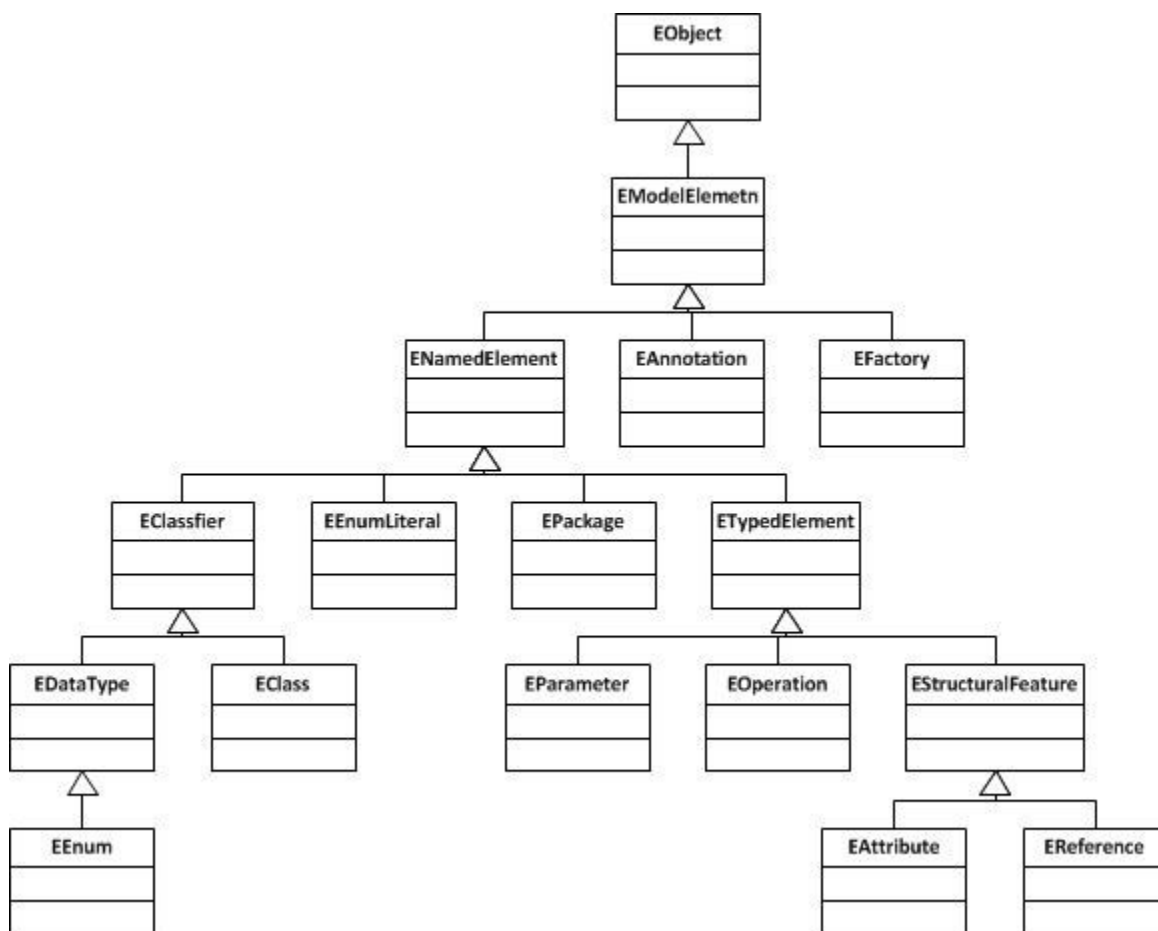 EObject
EModelElemetn
ENamedElement
EAnnotation
EFactory
EClassfier
EEnumLiteral
EPackage
ETypedElement
EDataType
EClass
EParameter
EOperation
EStructuralFeature
EEnum
EAttribute
EReference